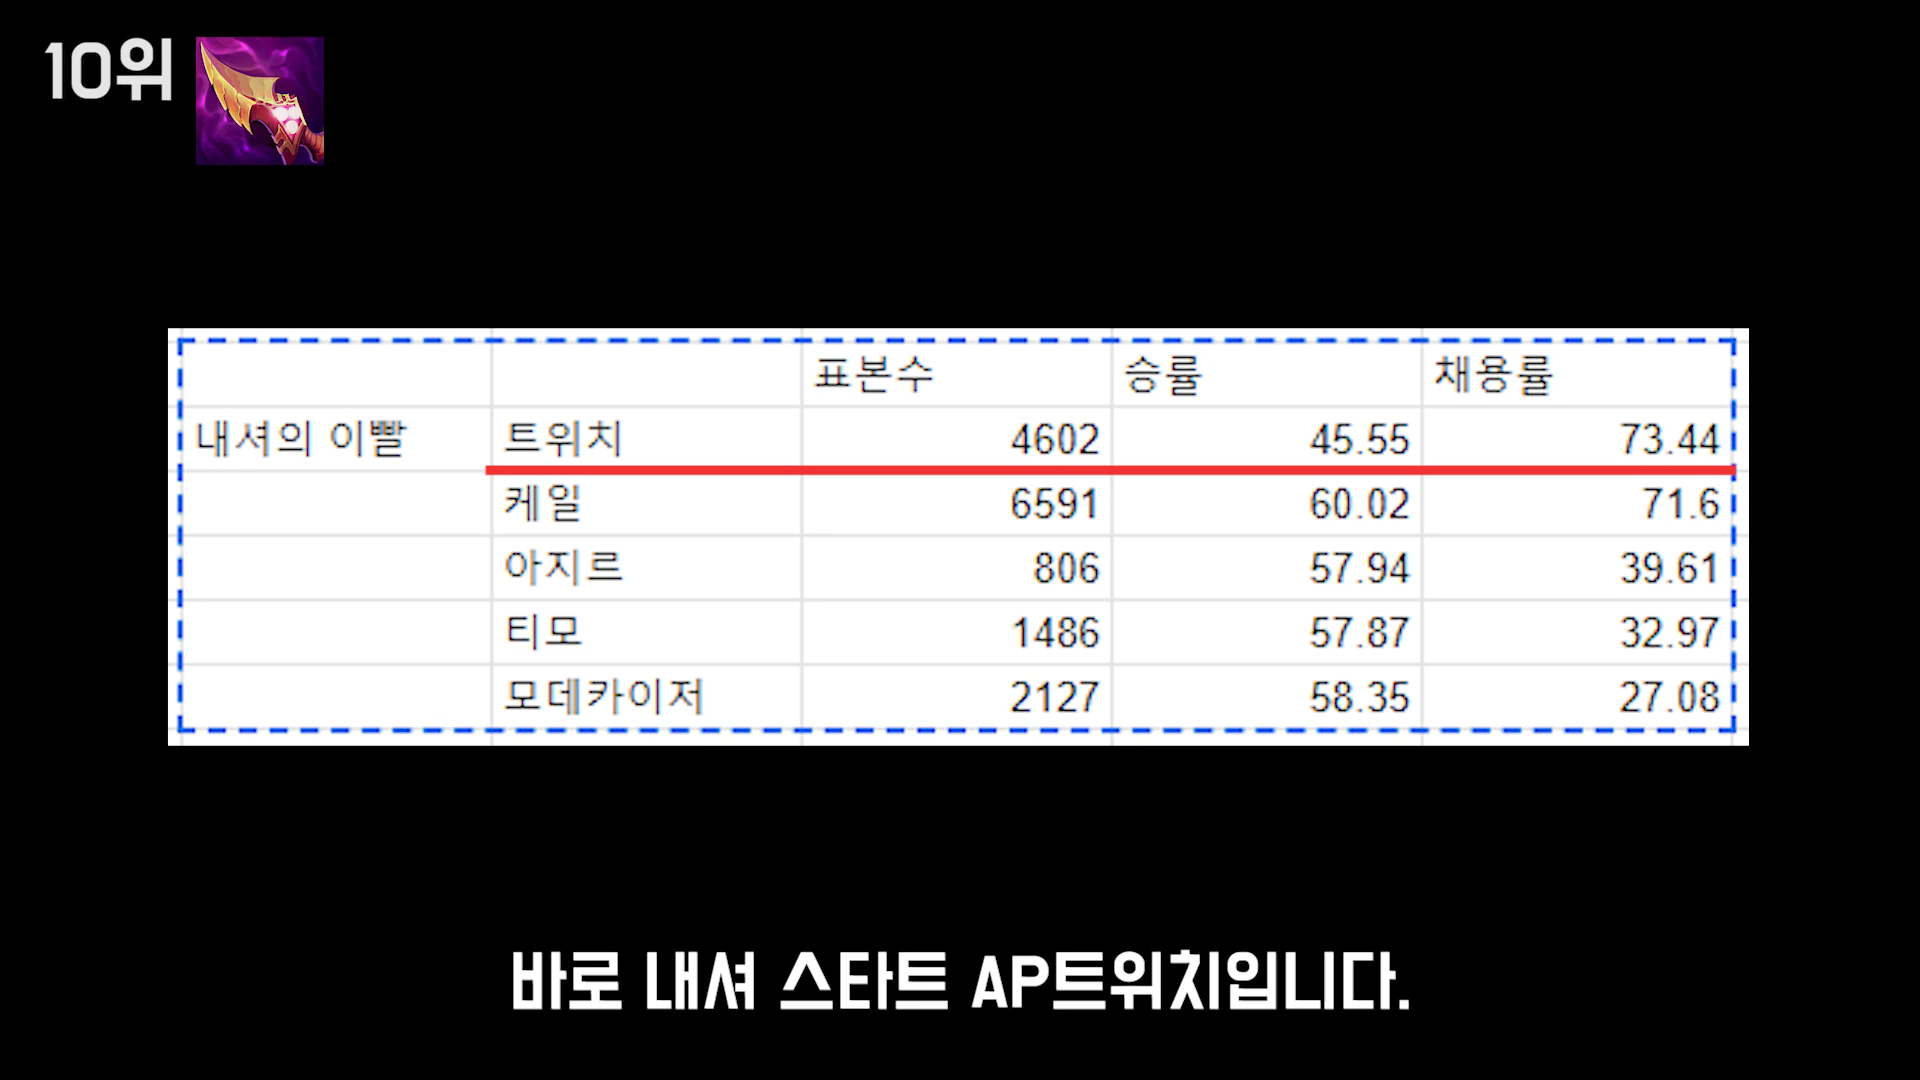 10위
표본수 승률 채용률
내셔의 이빨 트위치 4602 45.55 73.44
케일 6591 60.02 71.6
아지르 806 57.94 39.61
티모 1486 57.87 32.97
모데카이저 2127 58.35 27.08
바로 내셔 스타트 AP트위치입니다.